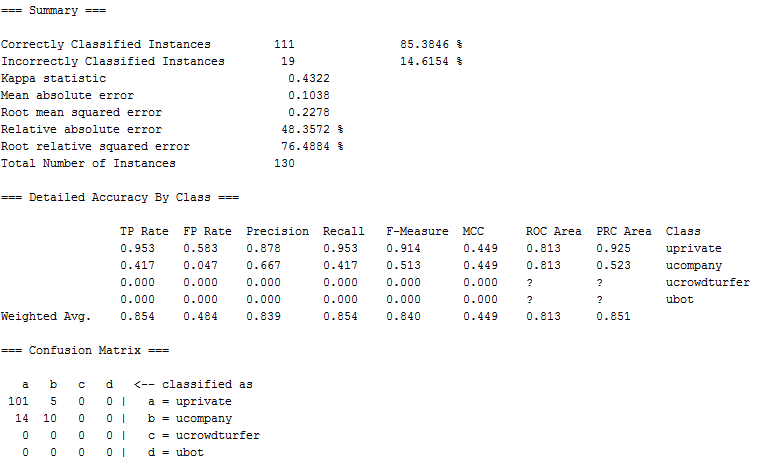 === Summary ===
Correctly Classified Instances 111 85.3846 %
Incorrectly Classified Instances 19 14.6154 %
Kappa statistic 0.4322
Mean absolute error 0.1038
Root mean squared error 0.2278
Relative absolute error 48.3572 %
Root relative squared error 76.4884 %
Total Number of Instances 130
=== Detailed Accuracy By Class ===
TP Rate FP Rate Precision Recall F-Measure MCC ROC Area PRC Area Class
0.953 0.583 0.878 0.953 0.914 0.449 0.813 0.925 uprivate
0.417 0.047 0.667 0.417 0.513 0.449 0.813 0.523 ucompany
0.000 0.000 0.000 0.000 0.000 0.000 ? ? ucrowdturfer
0.000 0.000 0.000 0.000 0.000 0.000 ? ? ubot
Weighted Avg. 0.854 0.484 0.839 0.854 0.840 0.449 0.813 0.851
=== Confusion Matrix ===
a b c d <-- classified as
101 5 0 0 | a = uprivate
14 10 0 0 | b = ucompany
0 0 0 0 | c = ucrowdturfer
0 0 0 0 | d = ubot